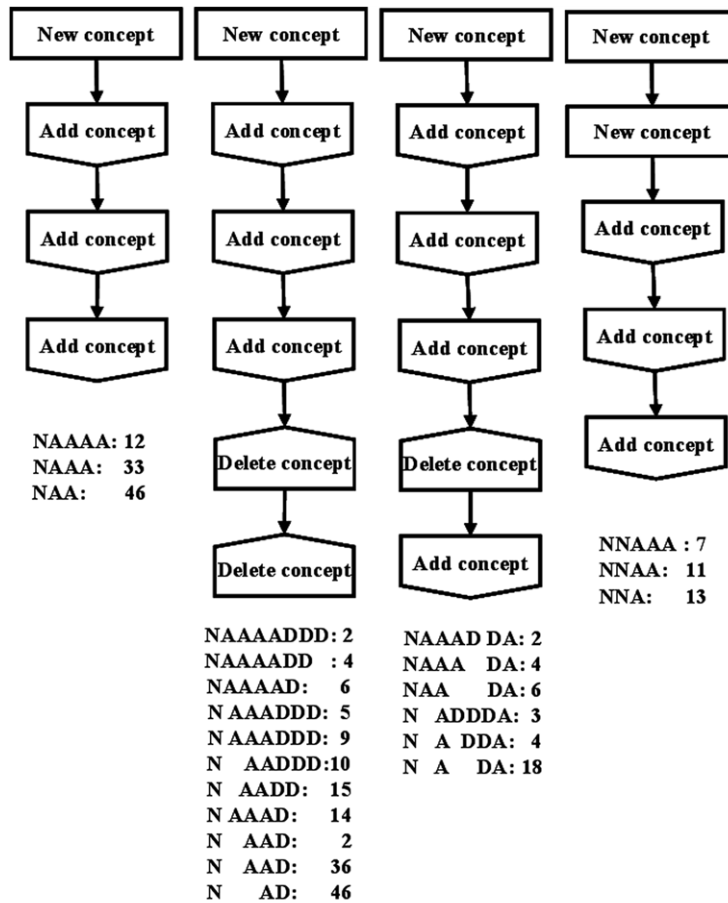 New concept
Add concept
Add concept
Add concept
NAAAA: 12
NAAA: 33
NAA: 46
New concept
Add concept
Add concept
Add concept
Delete concept
Delete concept
NAAAADDD: 2
NAAAADD : 4
NAAAAD: 6
N AAADDD: 5
N AAADDD: 9
N AADDD:10
N AADD: 15
N AAAD: 14
N AAD: 2
N AAD: 36
N AD: 46
New concept
Add concept
Add concept
Add concept
Delete concept
Add concept
NAAAD DA: 2
NAAA DA: 4
NAA DA: 6
N ADDDA: 3
N A DDA: 4
N A DA: 18
New concept
New concept
Add concept
Add concept
Add concept
NNAAA : 7
NNAA: 11
NNA: 13